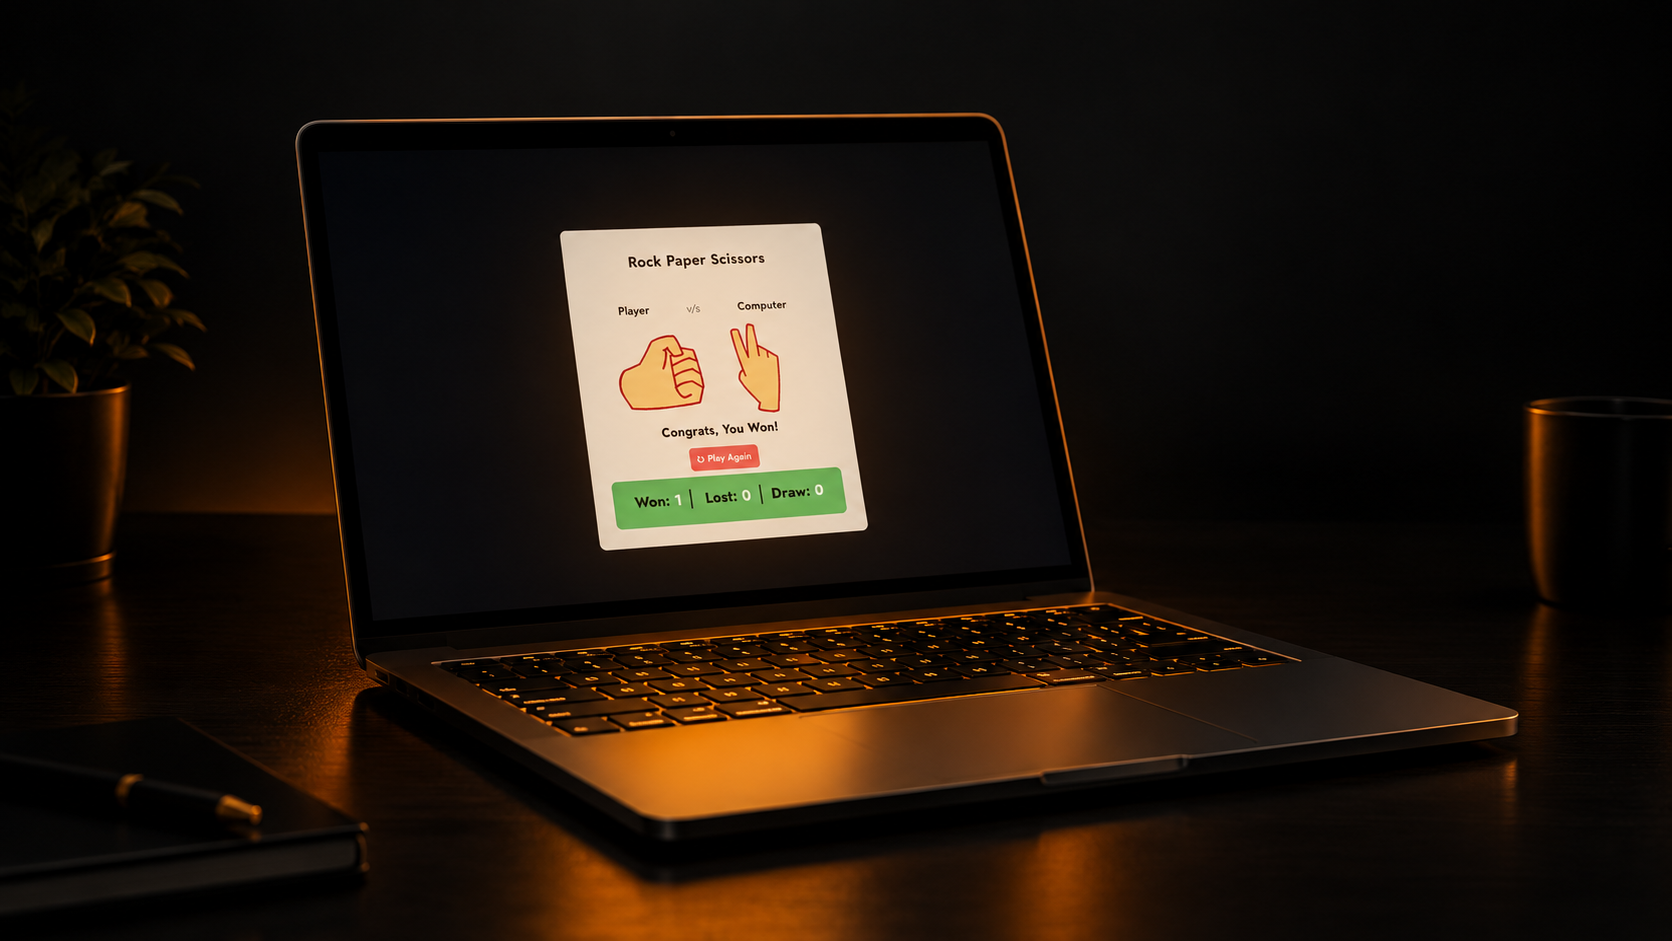 Rock Paper Scissors
Player v/s Computer
Congrats, You Won!
Play Again
Won: 1 | Lost: 0 | Draw: 0